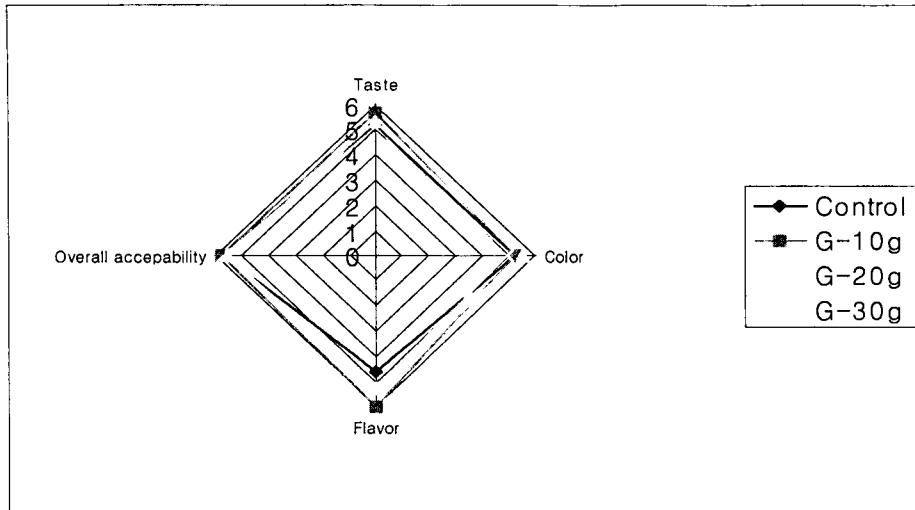 Taste
6
5
4
3
2
1
0
Overall accepability
Color
Flavor
Control
G-10g
G-20g
G-30g